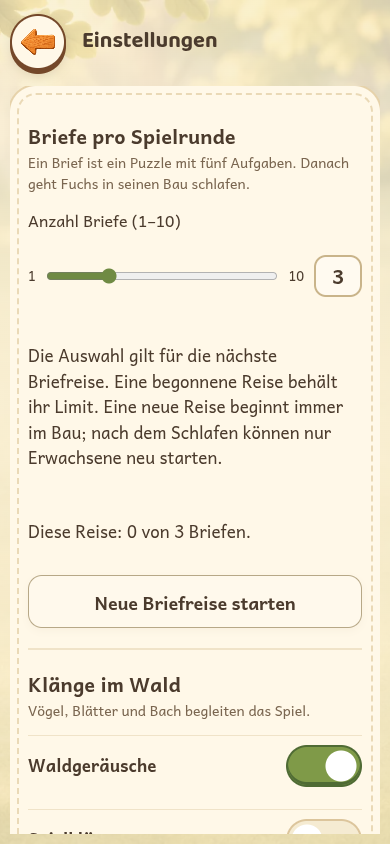 Einstellungen
Briefe pro Spielrunde
Ein Brief ist ein Puzzle mit fünf Aufgaben. Danach
geht Fuchs in seinen Bau schlafen.
Anzahl Briefe (1–10)
1 10 3
Die Auswahl gilt für die nächste
Briefreise. Eine begonnene Reise behält
ihr Limit. Eine neue Reise beginnt immer
im Bau; nach dem Schlafen können nur
Erwachsene neu starten.
Diese Reise: 0 von 3 Briefen.
Neue Briefreise starten
Klänge im Wald
Vögel, Blätter und Bach begleiten das Spiel.
Waldgeräusche